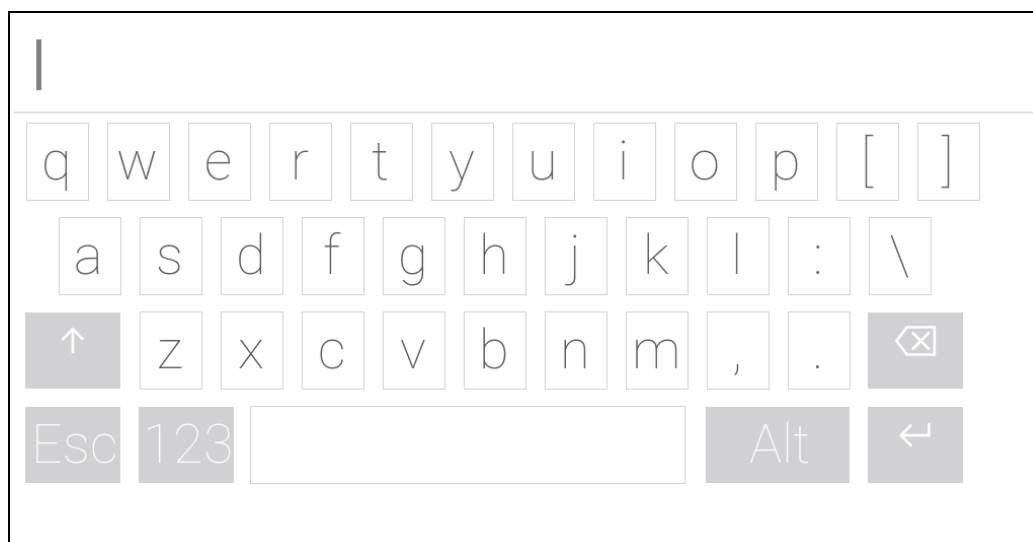 q w e r t y u i o p [ ]
a s d f g h j k l : \
↑ z x c v b n m , . ⌫
Esc 123 Alt ↵